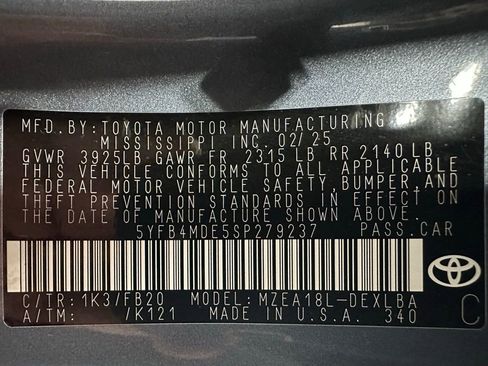 MFD. BY: TOYOTA MOTOR MANUFACTURING
MISSISSIPPI INC. 02/25
GVWR 3925LB GAWR FR 2315 LB RR 2140 LB
THIS VEHICLE CONFORMS TO ALL APPLICABLE
FEDERAL MOTOR VEHICLE SAFETY, BUMPER, AND
THEFT PREVENTION STANDARDS IN EFFECT ON
THE DATE OF MANUFACTURE SHOWN ABOVE.
5YFB4MDE5SP279237 PASS. CAR
C/TR: 1K3/FB20 MODEL: MZEA18L-DEXLBA
A/TM: /K121 MADE IN U.S.A. 340 C